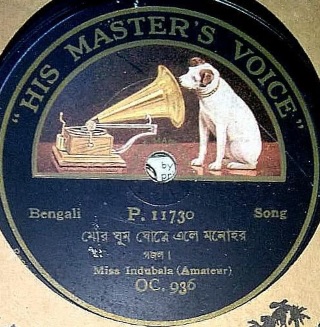 "HIS MASTER'S VOICE"
Bengali P. 11730 Song
মোর ঘুম ঘোরে এলে মনোহর
গজল।
Miss Indubala (Amateur)
OC. 936